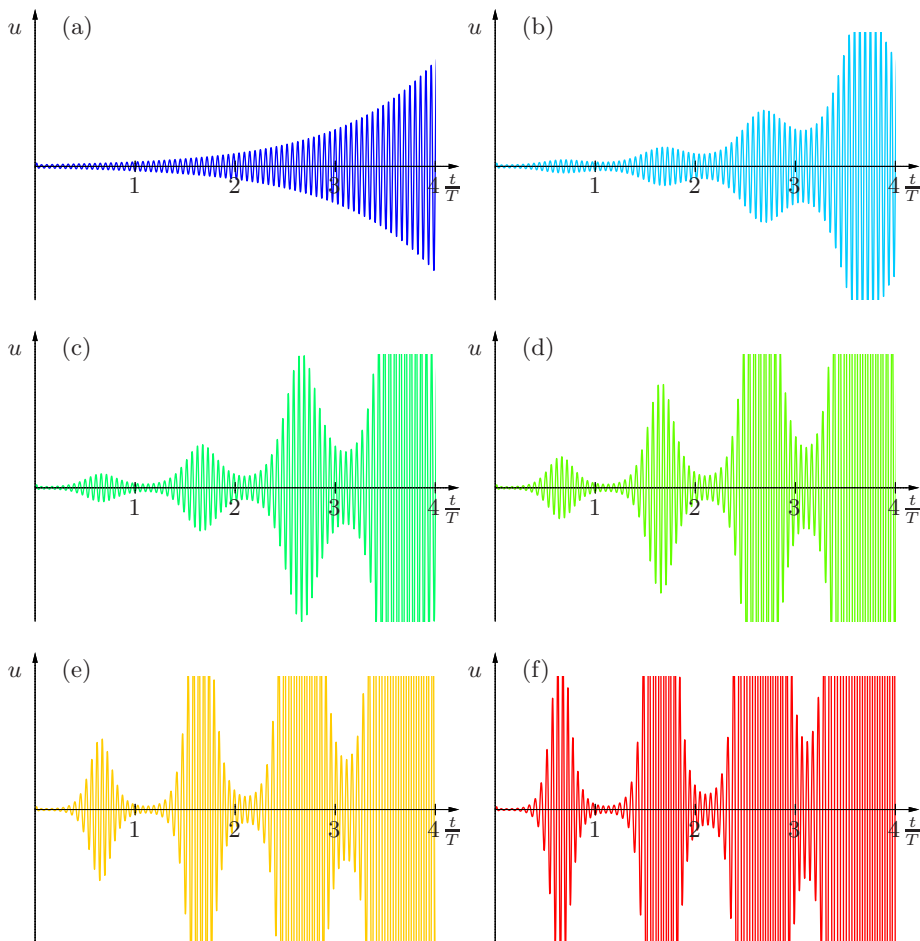 u (a)
1 2 3 4 t/T
u (b)
1 2 3 4 t/T
u (c)
1 2 3 4 t/T
u (d)
1 2 3 4 t/T
u (e)
1 2 3 4 t/T
u (f)
1 2 3 4 t/T